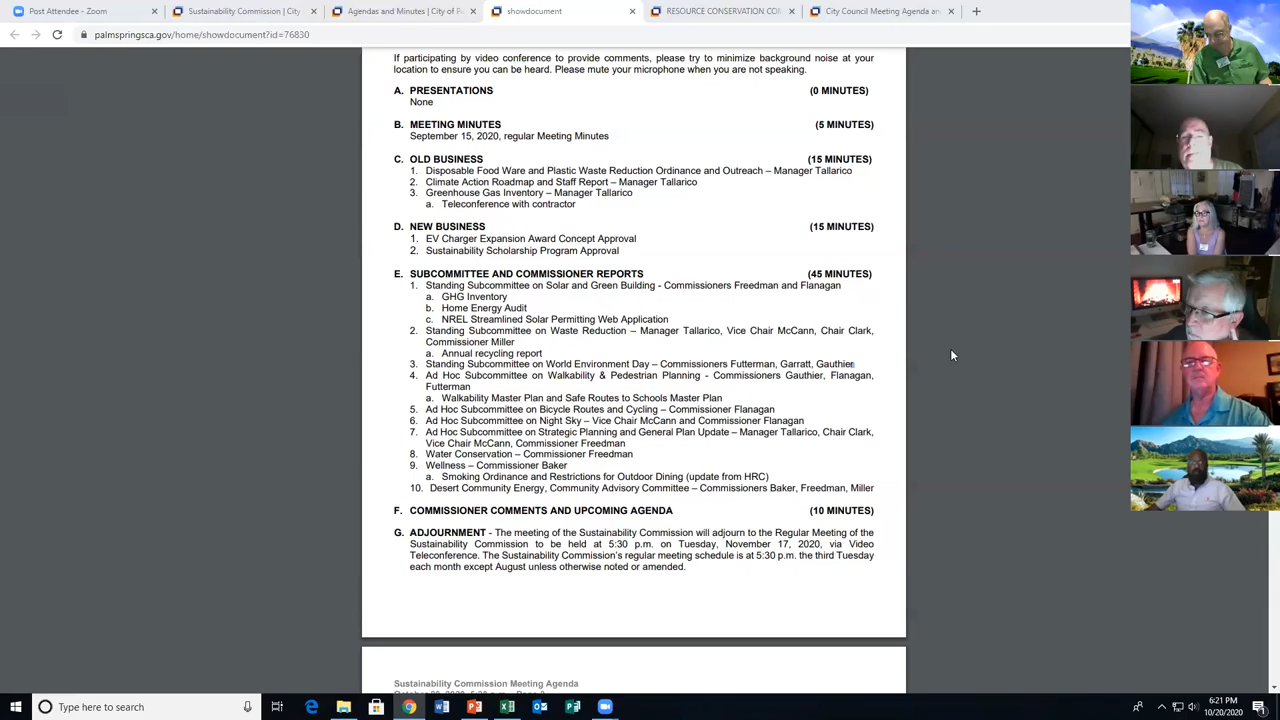 Post Attendee - Zoom
Sustainability Commission | City
Agendas and Minutes | City of P
showdocument
RESOURCE CONSERVATION CO
City Council Meeting Agenda a
palmspringsca.gov/home/showdocument?id=76830
If participating by video conference to provide comments, please try to minimize background noise at your
location to ensure you can be heard. Please mute your microphone when you are not speaking.
A. PRESENTATIONS (0 MINUTES)
None
B. MEETING MINUTES (5 MINUTES)
September 15, 2020, regular Meeting Minutes
C. OLD BUSINESS (15 MINUTES)
1. Disposable Food Ware and Plastic Waste Reduction Ordinance and Outreach – Manager Tallarico
2. Climate Action Roadmap and Staff Report – Manager Tallarico
3. Greenhouse Gas Inventory – Manager Tallarico
a. Teleconference with contractor
D. NEW BUSINESS (15 MINUTES)
1. EV Charger Expansion Award Concept Approval
2. Sustainability Scholarship Program Approval
E. SUBCOMMITTEE AND COMMISSIONER REPORTS (45 MINUTES)
1. Standing Subcommittee on Solar and Green Building - Commissioners Freedman and Flanagan
a. GHG Inventory
b. Home Energy Audit
c. NREL Streamlined Solar Permitting Web Application
2. Standing Subcommittee on Waste Reduction – Manager Tallarico, Vice Chair McCann, Chair Clark,
Commissioner Miller
a. Annual recycling report
3. Standing Subcommittee on World Environment Day – Commissioners Futterman, Garratt, Gauthier
4. Ad Hoc Subcommittee on Walkability & Pedestrian Planning - Commissioners Gauthier, Flanagan,
Futterman
a. Walkability Master Plan and Safe Routes to Schools Master Plan
5. Ad Hoc Subcommittee on Bicycle Routes and Cycling – Commissioner Flanagan
6. Ad Hoc Subcommittee on Night Sky – Vice Chair McCann and Commissioner Flanagan
7. Ad Hoc Subcommittee on Strategic Planning and General Plan Update – Manager Tallarico, Chair Clark,
Vice Chair McCann, Commissioner Freedman
8. Water Conservation – Commissioner Freedman
9. Wellness – Commissioner Baker
a. Smoking Ordinance and Restrictions for Outdoor Dining (update from HRC)
10. Desert Community Energy, Community Advisory Committee – Commissioners Baker, Freedman, Miller
F. COMMISSIONER COMMENTS AND UPCOMING AGENDA (10 MINUTES)
G. ADJOURNMENT - The meeting of the Sustainability Commission will adjourn to the Regular Meeting of the
Sustainability Commission to be held at 5:30 p.m. on Tuesday, November 17, 2020, via Video
Teleconference. The Sustainability Commission's regular meeting schedule is at 5:30 p.m. the third Tuesday
each month except August unless otherwise noted or amended.
Sustainability Commission Meeting Agenda
Type here to search
6:21 PM
10/20/2020